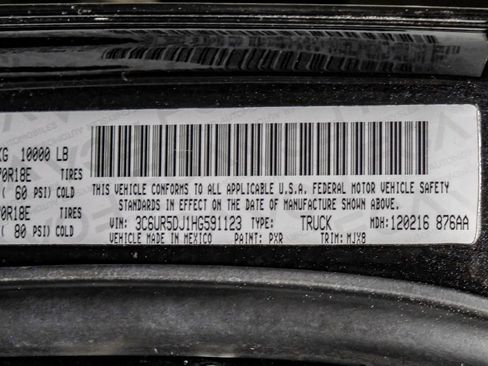 KG 10000 LB
70R18E TIRES
( 60 PSI) COLD
70R18E TIRES
( 80 PSI) COLD
THIS VEHICLE CONFORMS TO ALL APPLICABLE U.S.A. FEDERAL MOTOR VEHICLE SAFETY
STANDARDS IN EFFECT ON THE DATE OF MANUFACTURE SHOWN ABOVE.
VIN: 3C6UR5DJ1HG591123 TYPE: TRUCK MDH: 120216 876AA
VEHICLE MADE IN MEXICO PAINT: PXR TRIM: MJX8